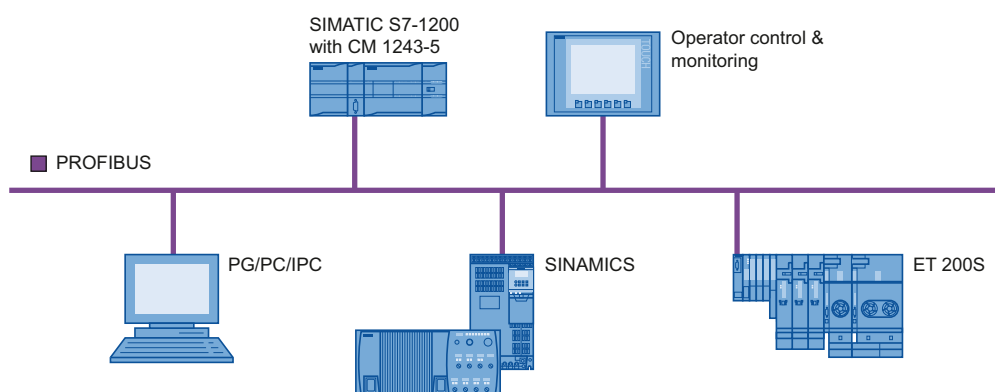 SIMATIC S7-1200
with CM 1243-5
Operator control &
monitoring
PROFIBUS
PG/PC/IPC
SINAMICS
ET 200S